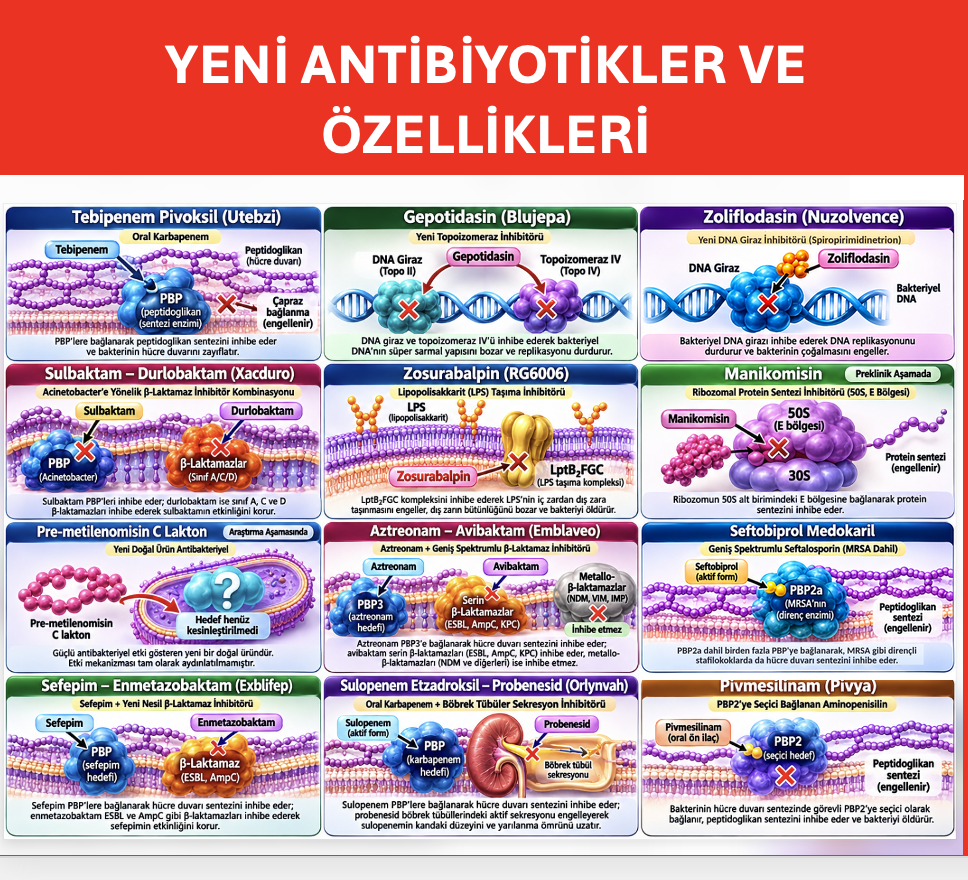 YENİ ANTİBİYOTİKLER VE
ÖZELLİKLERİ
Tebipenem Pivoksil (Utebzi)
Oral Karbapenem
Tebipenem
Peptidoglikan
(hücre duvarı)
PBP
(peptidoglikan
(sentezi enzimi)
Çapraz
bağlanma
(engellenir)
PBP'lere bağlanarak peptidoglikan sentezini inhibe eder
ve bakterinin hücre duvarını zayıflatır.
Gepotidasin (Blujepa)
Yeni Topoizomeraz İnhibitörü
DNA Giraz
(Topo II)
Gepotidasin
Topoizomeraz IV
(Topo IV)
DNA giraz ve topoizomeraz IV'ü inhibe ederek bakteriyel
DNA'nın süper sarmal yapısını bozar ve replikasyonu durdurur.
Zoliflodasin (Nuzolvence)
Yeni DNA Giraz İnhibitörü (Spiropirimidinetrion)
DNA Giraz
Zoliflodasin
Bakteriyel
DNA
Bakteriyel DNA girazı inhibe ederek DNA replikasyonunu
durdurur ve bakterinin çoğalmasını engeller.
Sulbaktam – Durlobaktam (Xacduro)
Acinetobacter'e Yönelik β-Laktamaz İnhibitör Kombinasyonu
Sulbaktam
Durlobaktam
PBP
(Acinetobacter)
β-Laktamazlar
(Sınıf A/C/D)
Sulbaktam PBP'leri inhibe eder; durlobaktam ise sınıf A, C ve D
β-laktamazları inhibe ederek sulbaktamın etkinliğini korur.
Zosurabalpin (RG6006)
Lipopolisakkarit (LPS) Taşıma İnhibitörü
LPS
(lipopolisakkarit)
Zosurabalpin
LptB₂FGC
(LPS taşıma kompleksi)
LptB₂FGC kompleksini inhibe ederek LPS'nin iç zardan dış zara
taşınmasını engeller, dış zarın bütünlüğünü bozar ve bakteriyi öldürür.
Manikomisin
Preklinik Aşamada
Ribozomal Protein Sentezi İnhibitörü (50S, E Bölgesi)
Manikomisin
50S
(E bölgesi)
30S
Protein sentezi
(engellenir)
Ribozomun 50S alt birimindeki E bölgesine bağlanarak protein
sentezini inhibe eder.
Pre-metilenomisin C Lakton
Araştırma Aşamasında
Yeni Doğal Ürün Antibakteriyel
Pre-metilenomisin
C lakton
?
Hedef henüz
kesinleştirilmedi
Güçlü antibakteriyel etki gösteren yeni bir doğal üründür.
Etki mekanizması tam olarak aydınlatılmamıştır.
Aztreonam – Avibaktam (Emblaveo)
Aztreonam + Geniş Spektrumlu β-Laktamaz İnhibitörü
Aztreonam
Avibaktam
PBP3
(aztreonam
hedefi)
Serin
β-Laktamazlar
(ESBL, AmpC, KPC)
Metallo-
β-laktamazlar
(NDM, VIM, IMP)
İnhibe etmez
Aztreonam PBP3'e bağlanarak hücre duvarı sentezini inhibe eder;
avibaktam serin β-laktamazları (ESBL, AmpC, KPC) inhibe eder, metallo-
β-laktamazları (NDM ve diğerleri) ise inhibe etmez.
Seftobiprol Medokaril
Geniş Spektrumlu Seftalosporin (MRSA Dahil)
Seftobiprol
(aktif form)
PBP2a
(MRSA'nın
direnç enzimi)
Peptidoglikan
sentezi
(engellenir)
PBP2a dahil birden fazla PBP'ye bağlanarak, MRSA gibi dirençli
stafilokoklarda da hücre duvarı sentezini inhibe eder.
Sefepim – Enmetazobaktam (Exblifep)
Sefepim + Yeni Nesil β-Laktamaz İnhibitörü
Sefepim
Enmetazobaktam
PBP
(sefepim
hedefi)
β-Laktamaz
(ESBL, AmpC)
Sefepim PBP'lere bağlanarak hücre duvarı sentezini inhibe eder;
enmetazobaktam ESBL ve AmpC gibi β-laktamazları inhibe ederek
sefepimin etkinliğini korur.
Sulopenem Etzadroksil – Probenesid (Orlynvah)
Oral Karbapenem + Böbrek Tübüler Sekresyon İnhibitörü
Sulopenem
(aktif form)
Probenesid
PBP
(karbapenem
hedefi)
Böbrek tübül
sekresyonu
Sulopenem PBP'lere bağlanarak hücre duvarı sentezini inhibe eder;
probenesid böbrek tübüllerindeki aktif sekresyonu engelleyerek
sulopenemin kandaki düzeyini ve yarılanma ömrünü uzatır.
Pivmesilinam (Pivya)
PBP2'ye Seçici Bağlanan Aminopenisilin
Pivmesilinam
(oral ön ilaç)
PBP2
(seçici hedef)
Peptidoglikan
sentezi
(engellenir)
Bakterinin hücre duvarı sentezinde görevli PBP2'ye seçici olarak
bağlanır, peptidoglikan sentezini inhibe eder ve bakteriyi öldürür.